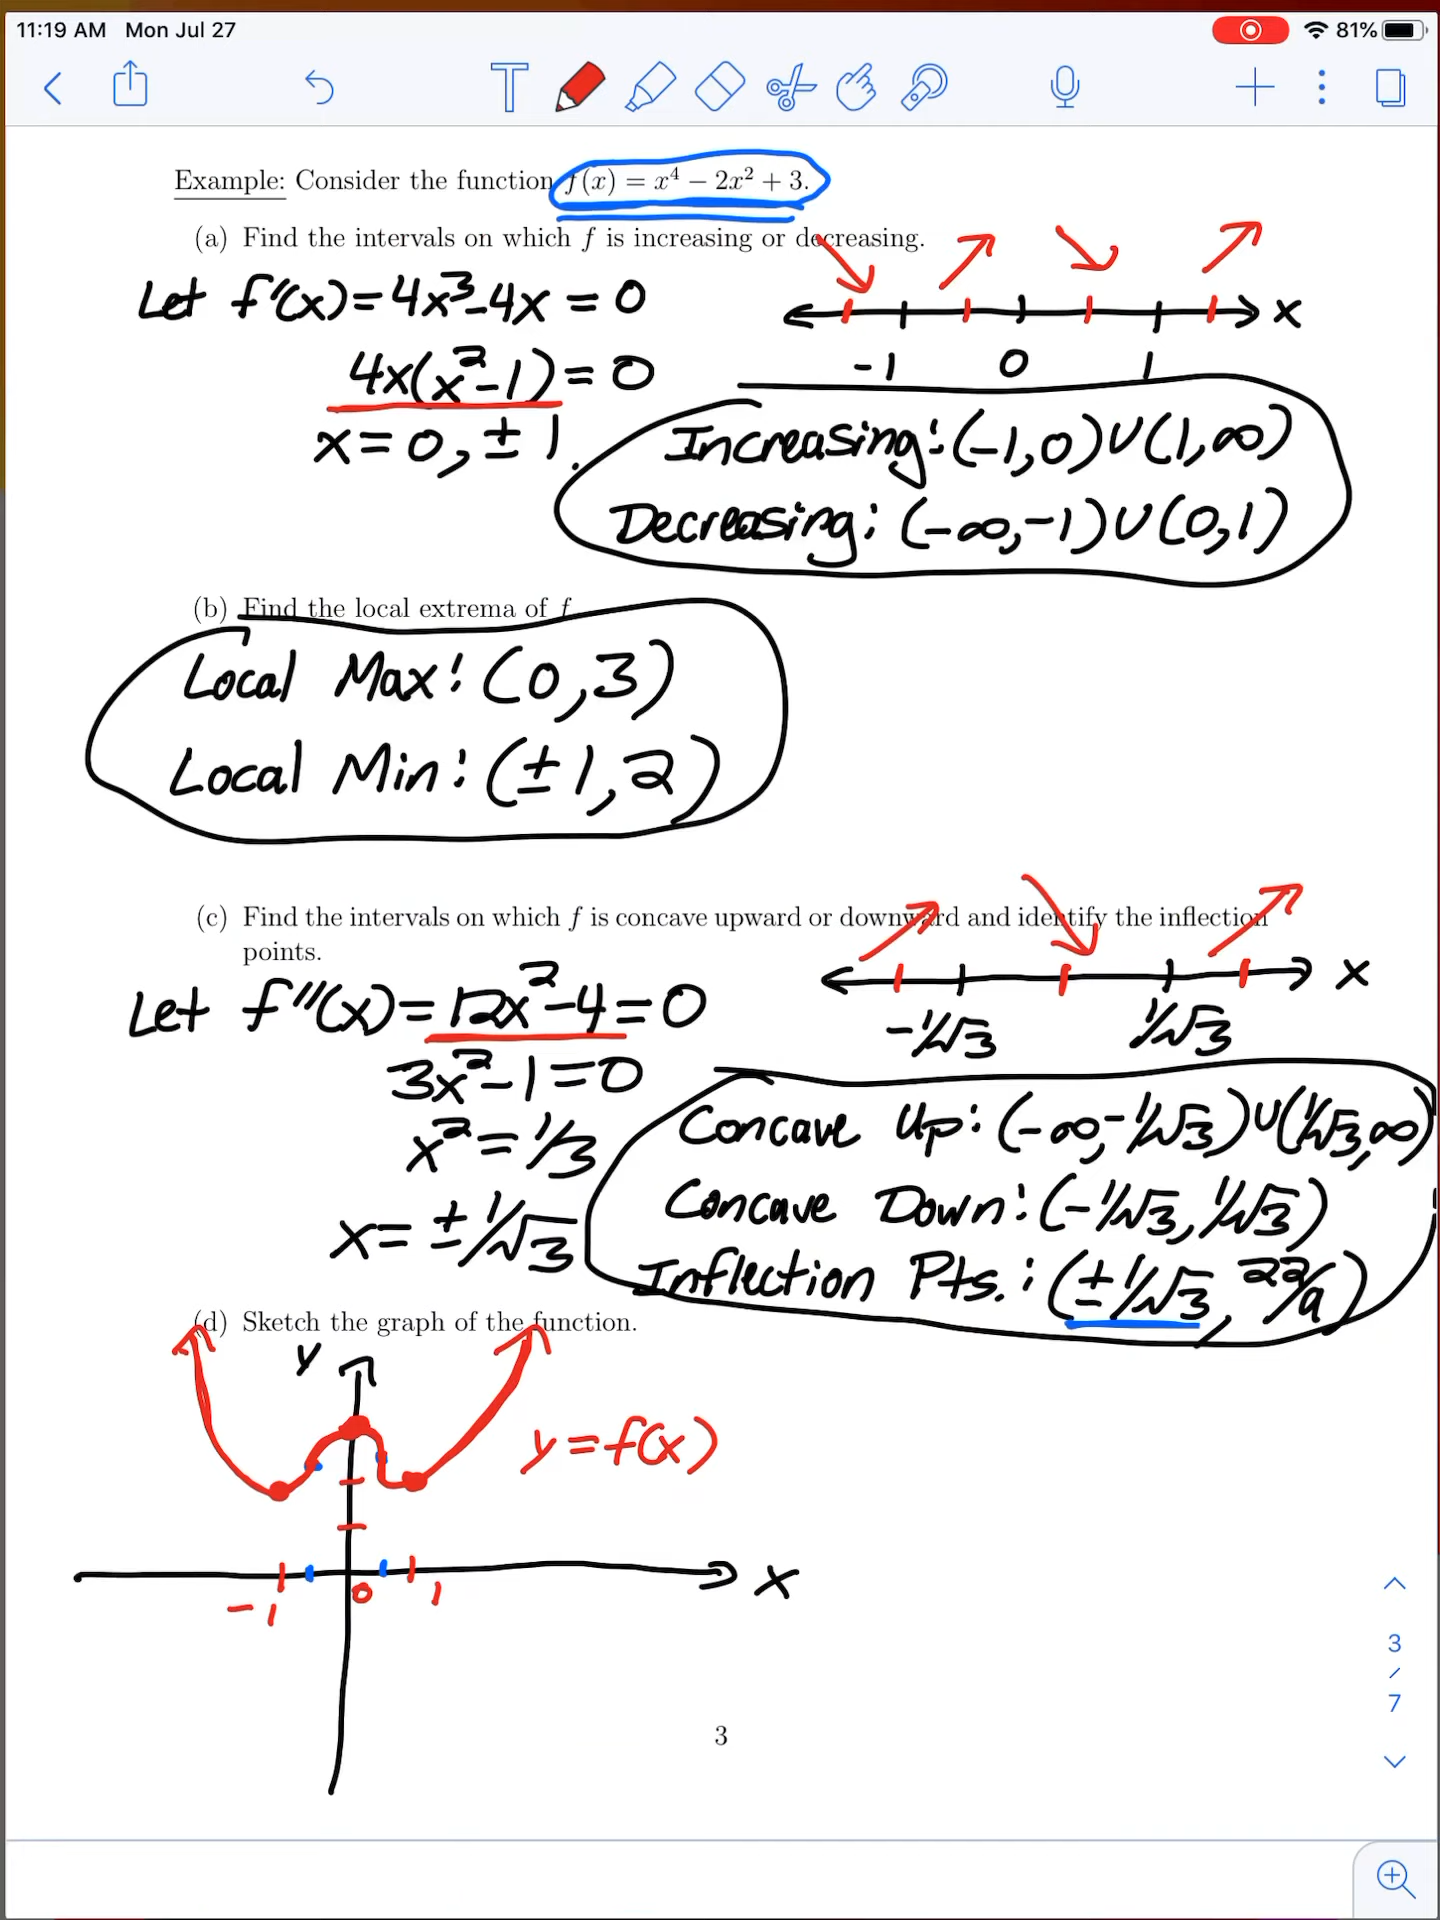 11:19 AM Mon Jul 27 81%
Example: Consider the function f(x) = x⁴ − 2x² + 3.
(a) Find the intervals on which f is increasing or decreasing.
Let f'(x)=4x³-4x = 0
4x(x²-1)=0
x=0,±1
x
-1 0 1
Increasing: (-1,0)∪(1,∞)
Decreasing: (-∞,-1)∪(0,1)
(b) Find the local extrema of f
Local Max: (0,3)
Local Min: (±1,2)
(c) Find the intervals on which f is concave upward or downward and identify the inflection
points.
Let f''(x)=12x²-4=0
3x²-1=0
x²=1/3
x=±1/√3
x
-1/√3 1/√3
Concave Up: (-∞,-1/√3)∪(1/√3,∞)
Concave Down: (-1/√3,1/√3)
Inflection Pts.: (±1/√3, 22/9)
(d) Sketch the graph of the function.
y
y=f(x)
x
-1 0 1
3
/
7
3